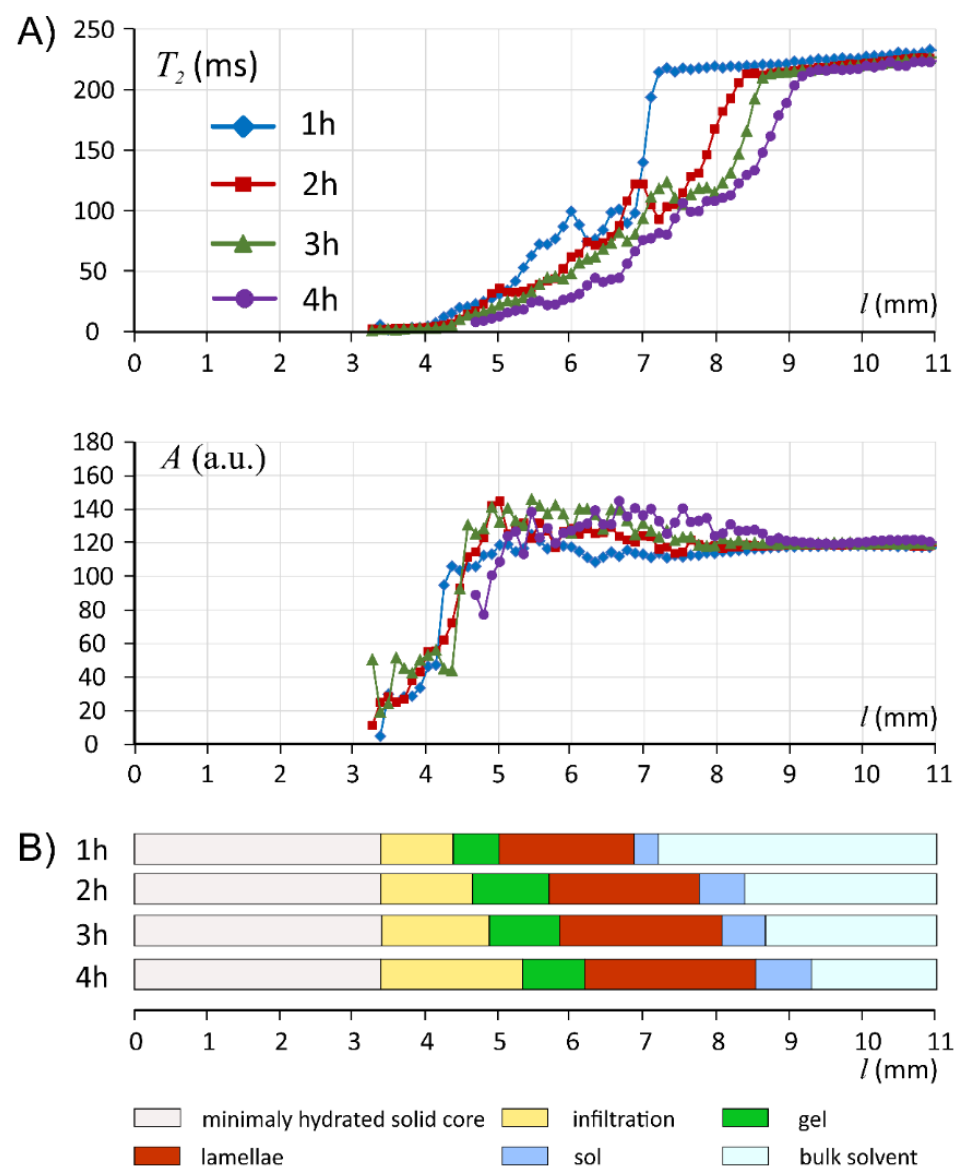 A)
T2 (ms)
250
200
150
100
50
0
1h
2h
3h
4h
l (mm)
0 1 2 3 4 5 6 7 8 9 10 11
A (a.u.)
180
160
140
120
100
80
60
40
20
0
l (mm)
0 1 2 3 4 5 6 7 8 9 10 11
B)
1h
2h
3h
4h
0 1 2 3 4 5 6 7 8 9 10 11
l (mm)
minimaly hydrated solid core infiltration gel
lamellae sol bulk solvent